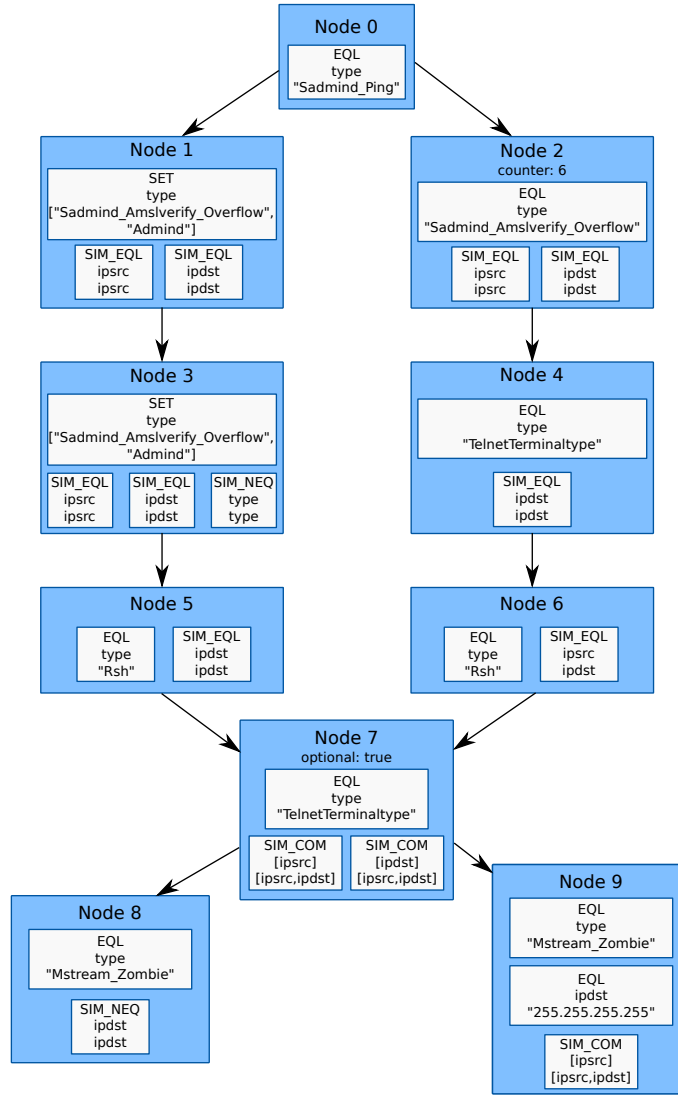 Node 0
EQL
type
"Sadmind_Ping"
Node 1
SET
type
["Sadmind_Amslverify_Overflow",
"Admind"]
SIM_EQL
ipsrc
ipsrc
SIM_EQL
ipdst
ipdst
Node 2
counter: 6
EQL
type
"Sadmind_Amslverify_Overflow"
SIM_EQL
ipsrc
ipsrc
SIM_EQL
ipdst
ipdst
Node 3
SET
type
["Sadmind_Amslverify_Overflow",
"Admind"]
SIM_EQL
ipsrc
ipsrc
SIM_EQL
ipdst
ipdst
SIM_NEQ
type
type
Node 4
EQL
type
"TelnetTerminaltype"
SIM_EQL
ipdst
ipdst
Node 5
EQL
type
"Rsh"
SIM_EQL
ipdst
ipdst
Node 6
EQL
type
"Rsh"
SIM_EQL
ipsrc
ipdst
Node 7
optional: true
EQL
type
"TelnetTerminaltype"
SIM_COM
[ipsrc]
[ipsrc,ipdst]
SIM_COM
[ipdst]
[ipsrc,ipdst]
Node 8
EQL
type
"Mstream_Zombie"
SIM_NEQ
ipdst
ipdst
Node 9
EQL
type
"Mstream_Zombie"
EQL
ipdst
"255.255.255.255"
SIM_COM
[ipsrc]
[ipsrc,ipdst]